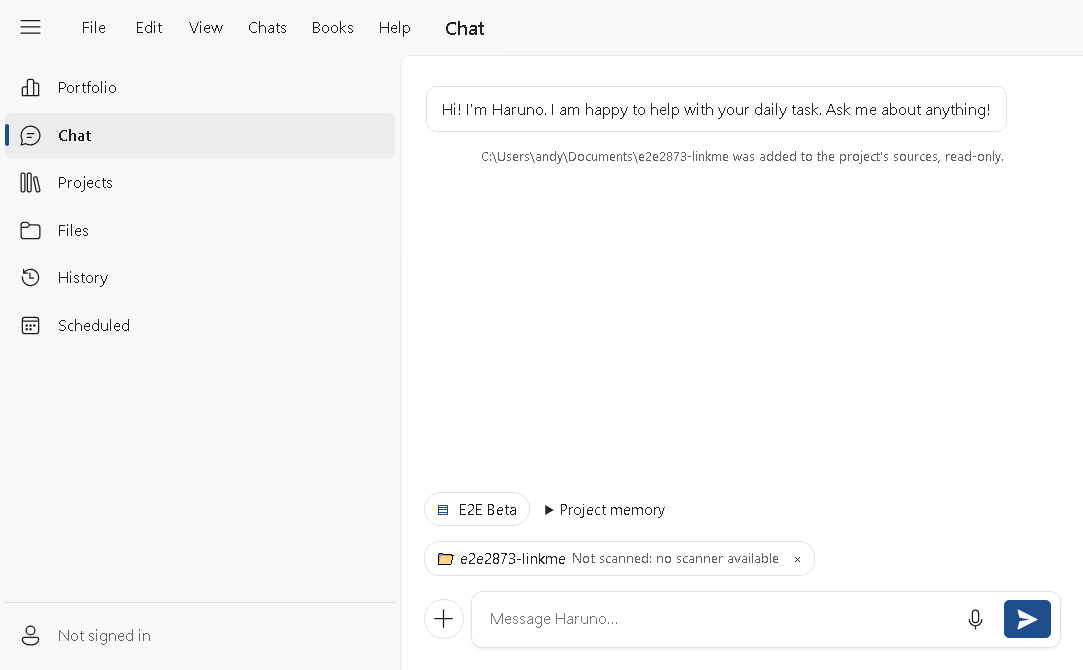 File Edit View Chats Books Help Chat
Portfolio
Chat
Projects
Files
History
Scheduled
Not signed in
Hi! I'm Haruno. I am happy to help with your daily task. Ask me about anything!
C:\Users\andy\Documents\e2e2873-linkme was added to the project's sources, read-only.
E2E Beta Project memory
e2e2873-linkme Not scanned: no scanner available ×
Message Haruno...